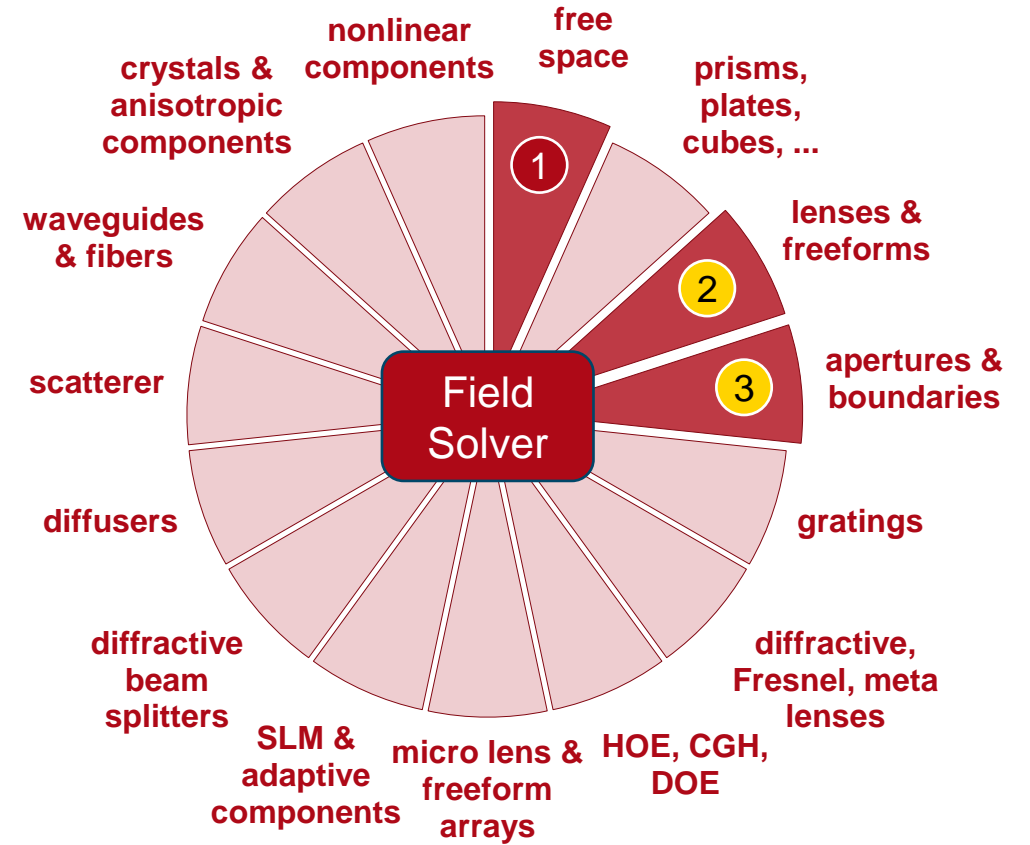 free
space
prisms,
plates,
cubes, ...
lenses &
freeforms
apertures &
boundaries
gratings
diffractive,
Fresnel, meta
lenses
HOE, CGH,
DOE
micro lens &
freeform
arrays
SLM &
adaptive
components
diffractive
beam
splitters
diffusers
scatterer
waveguides
& fibers
crystals &
anisotropic
components
nonlinear
components
1
2
3
Field
Solver